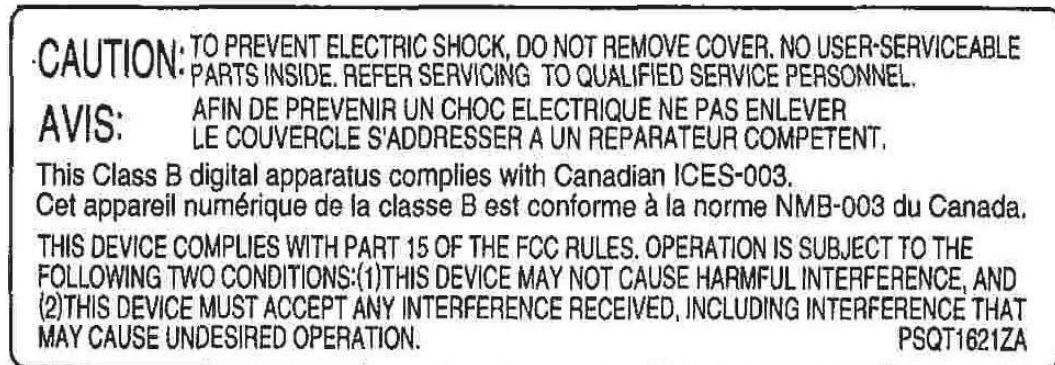 CAUTION: TO PREVENT ELECTRIC SHOCK, DO NOT REMOVE COVER. NO USER-SERVICEABLE
PARTS INSIDE. REFER SERVICING TO QUALIFIED SERVICE PERSONNEL.
AVIS: AFIN DE PREVENIR UN CHOC ELECTRIQUE NE PAS ENLEVER
LE COUVERCLE S'ADDRESSER A UN REPARATEUR COMPETENT.
This Class B digital apparatus complies with Canadian ICES-003.
Cet appareil numérique de la classe B est conforme à la norme NMB-003 du Canada.
THIS DEVICE COMPLIES WITH PART 15 OF THE FCC RULES. OPERATION IS SUBJECT TO THE
FOLLOWING TWO CONDITIONS:(1)THIS DEVICE MAY NOT CAUSE HARMFUL INTERFERENCE, AND
(2)THIS DEVICE MUST ACCEPT ANY INTERFERENCE RECEIVED, INCLUDING INTERFERENCE THAT
MAY CAUSE UNDESIRED OPERATION. PSQT1621ZA